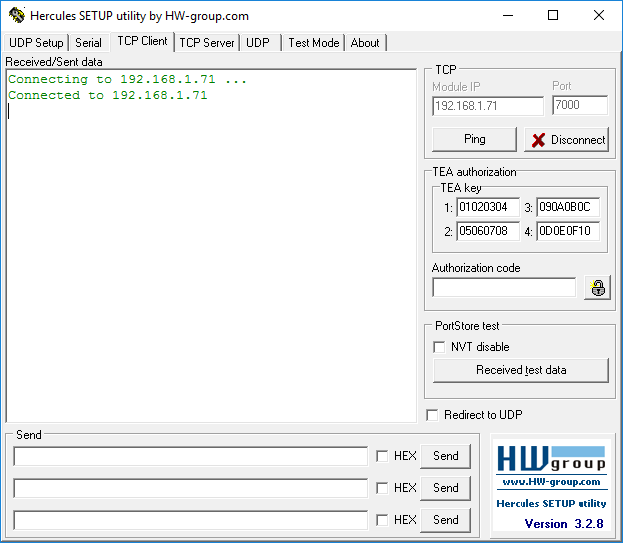 Hercules SETUP utility by HW-group.com
UDP Setup Serial TCP Client TCP Server UDP Test Mode About
Received/Sent data
Connecting to 192.168.1.71 ...
Connected to 192.168.1.71
TCP
Module IP Port
192.168.1.71 7000
Ping Disconnect
TEA authorization
TEA key
1: 01020304 3: 090A0B0C
2: 05060708 4: 0D0E0F10
Authorization code
PortStore test
NVT disable
Received test data
Redirect to UDP
Send
HEX Send
HEX Send
HEX Send
HW group
www.HW-group.com
Hercules SETUP utility
Version 3.2.8